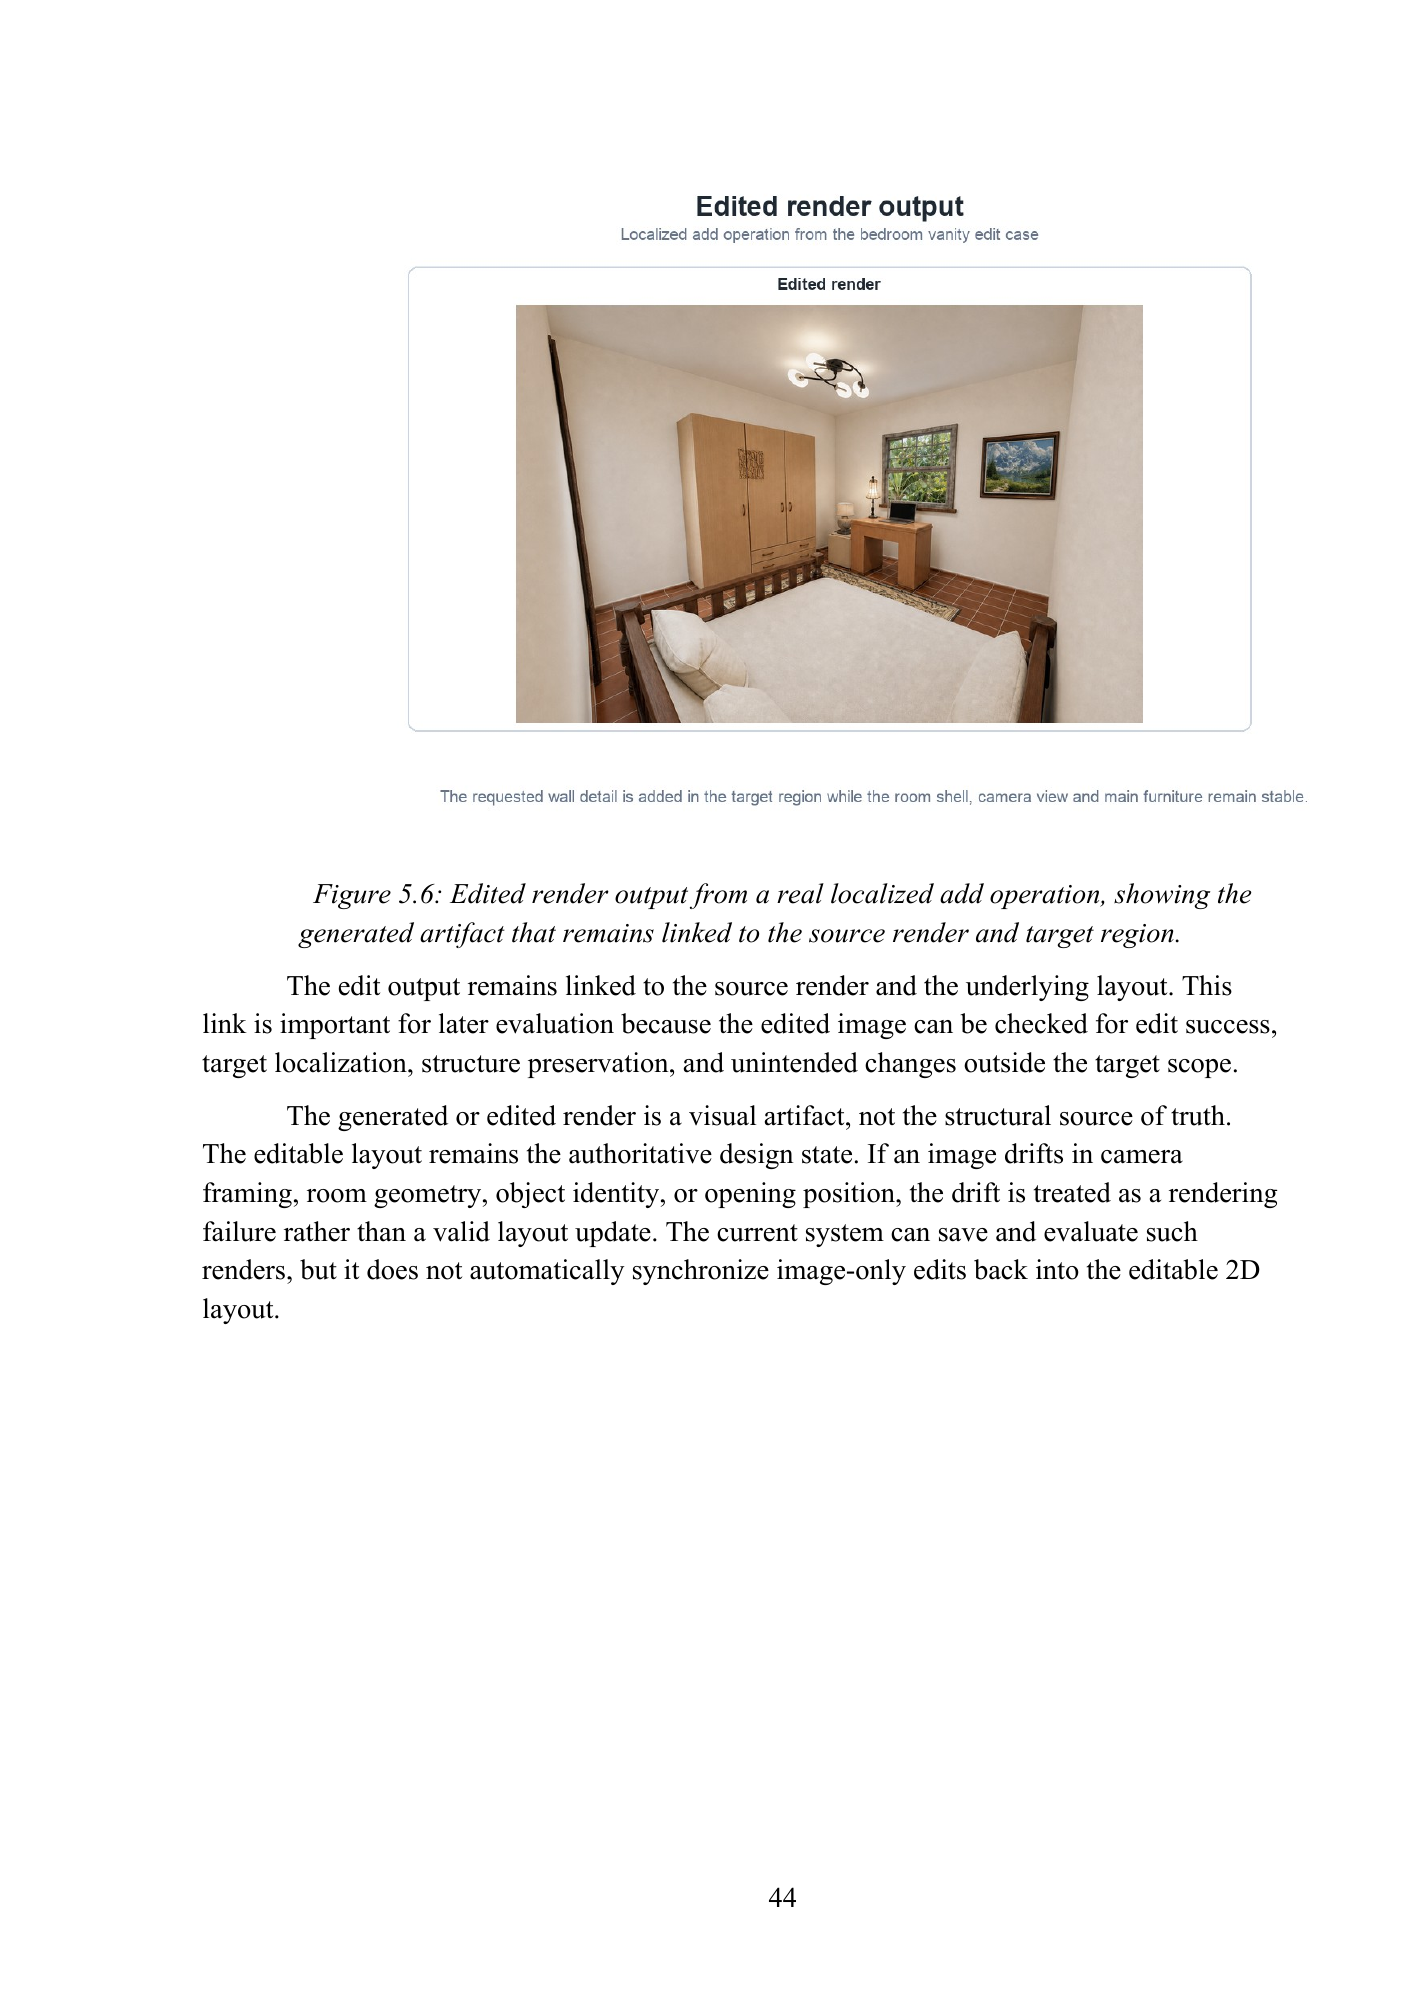 Edited render output
Localized add operation from the bedroom vanity edit case
Edited render
The requested wall detail is added in the target region while the room shell, camera view and main furniture remain stable.
Figure 5.6: Edited render output from a real localized add operation, showing the
generated artifact that remains linked to the source render and target region.
The edit output remains linked to the source render and the underlying layout. This
link is important for later evaluation because the edited image can be checked for edit success,
target localization, structure preservation, and unintended changes outside the target scope.
The generated or edited render is a visual artifact, not the structural source of truth.
The editable layout remains the authoritative design state. If an image drifts in camera
framing, room geometry, object identity, or opening position, the drift is treated as a rendering
failure rather than a valid layout update. The current system can save and evaluate such
renders, but it does not automatically synchronize image-only edits back into the editable 2D
layout.
44